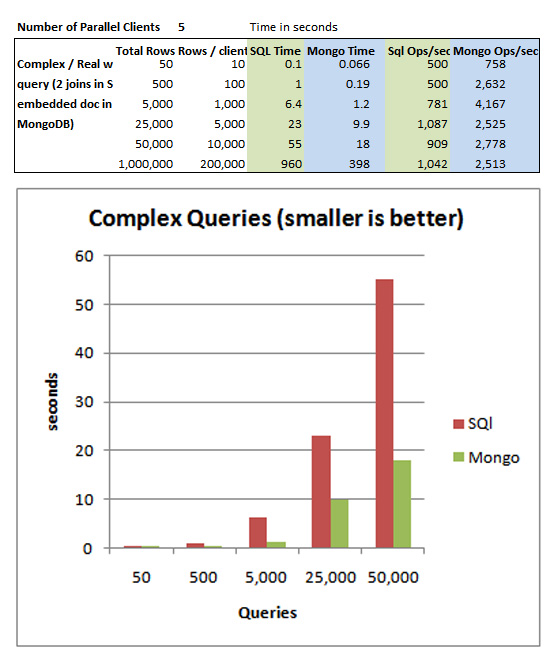 Number of Parallel Clients 5 Time in seconds
Total Rows Rows / client SQL Time Mongo Time Sql Ops/sec Mongo Ops/sec
Complex / Real w 50 10 0.1 0.066 500 758
query (2 joins in S 500 100 1 0.19 500 2,632
embedded doc in 5,000 1,000 6.4 1.2 781 4,167
MongoDB) 25,000 5,000 23 9.9 1,087 2,525
50,000 10,000 55 18 909 2,778
1,000,000 200,000 960 398 1,042 2,513
Complex Queries (smaller is better)
60
50
40
30
20
10
0
seconds
SQl
Mongo
50 500 5,000 25,000 50,000
Queries